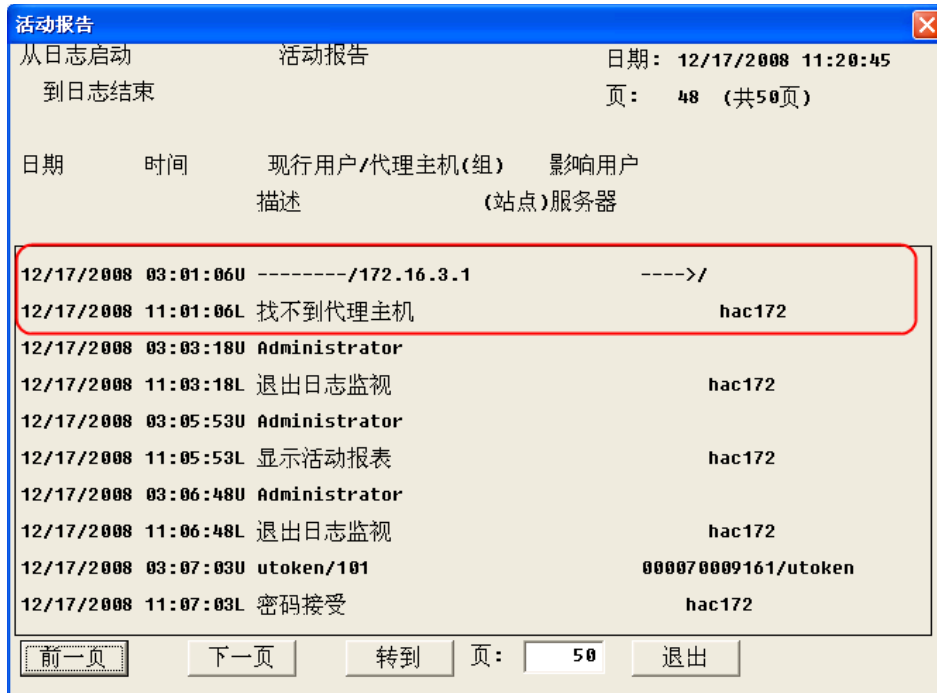 活动报告
从日志启动 活动报告 日期: 12/17/2008 11:20:45
到日志结束 页: 48 (共50页)
日期 时间 现行用户/代理主机(组) 影响用户
描述 (站点)服务器
12/17/2008 03:01:06U --------/172.16.3.1 ---->/
12/17/2008 11:01:06L 找不到代理主机 hac172
12/17/2008 03:03:18U Administrator
12/17/2008 11:03:18L 退出日志监视 hac172
12/17/2008 03:05:53U Administrator
12/17/2008 11:05:53L 显示活动报表 hac172
12/17/2008 03:06:48U Administrator
12/17/2008 11:06:48L 退出日志监视 hac172
12/17/2008 03:07:03U utoken/101 000070009161/utoken
12/17/2008 11:07:03L 密码接受 hac172
前一页 下一页 转到 页: 50 退出